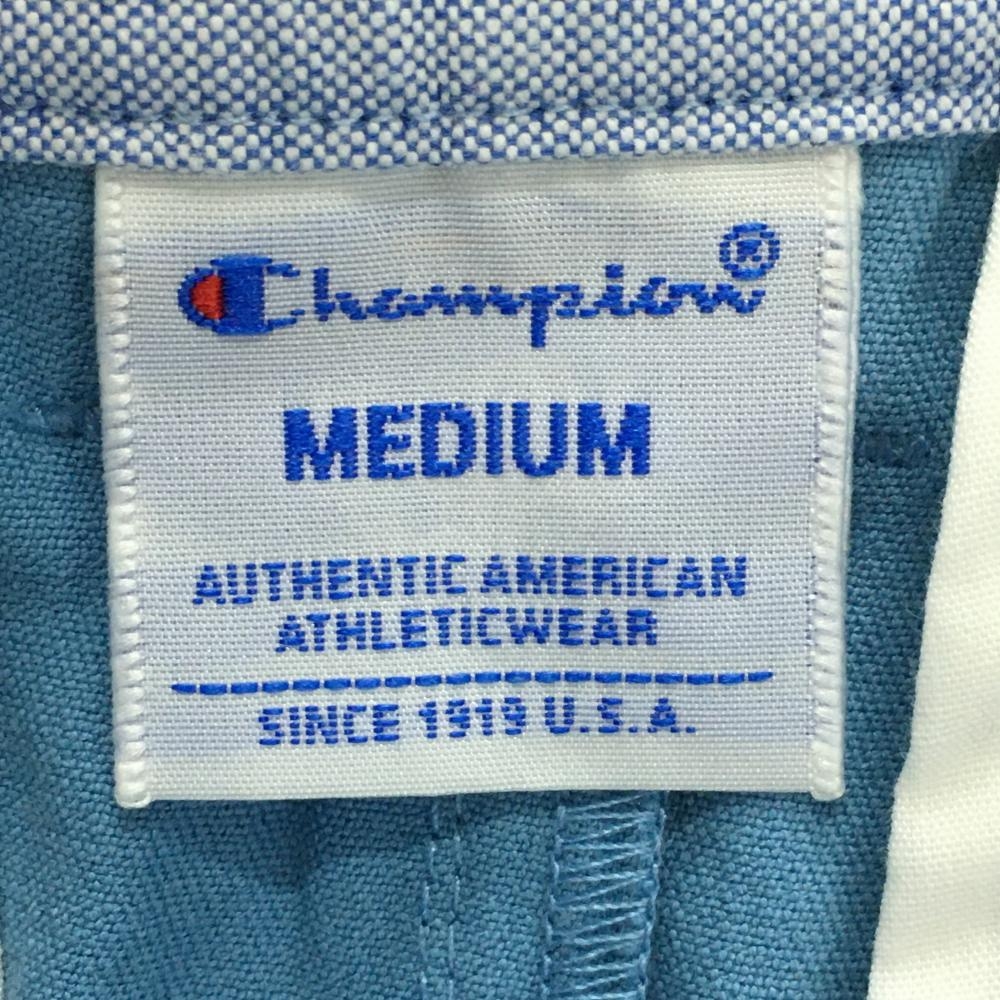 Champion®
MEDIUM
AUTHENTIC AMERICAN
ATHLETICWEAR
SINCE 1919 U.S.A.